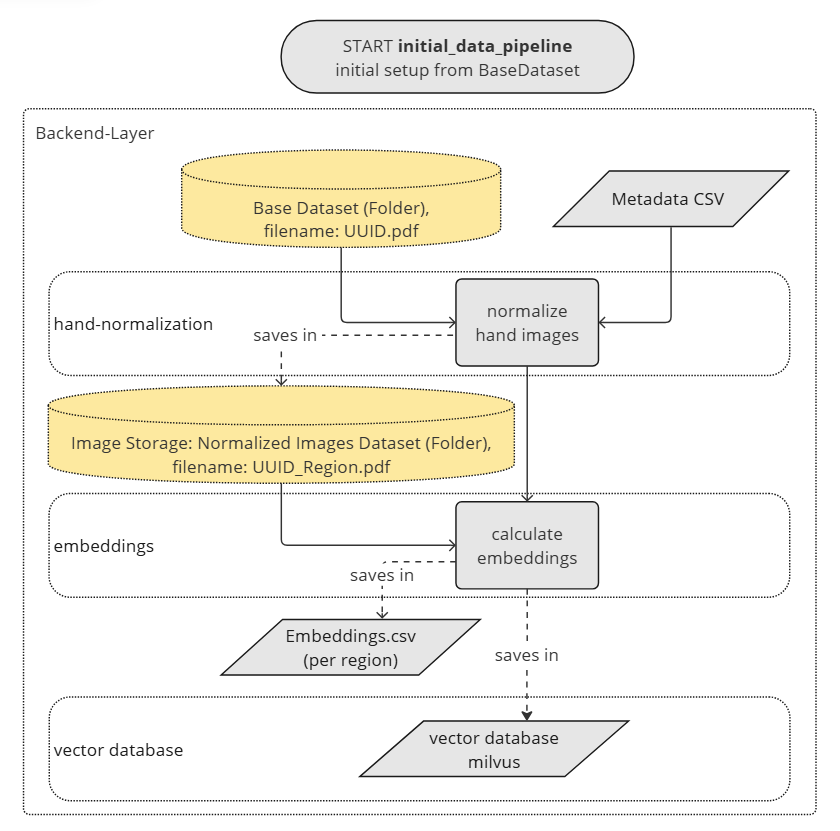 START initial_data_pipeline
initial setup from BaseDataset
Backend-Layer
Base Dataset (Folder),
filename: UUID.pdf
Metadata CSV
hand-normalization
normalize
hand images
saves in
Image Storage: Normalized Images Dataset (Folder),
filename: UUID_Region.pdf
embeddings
calculate
embeddings
saves in
Embeddings.csv
(per region)
saves in
vector database
vector database
milvus